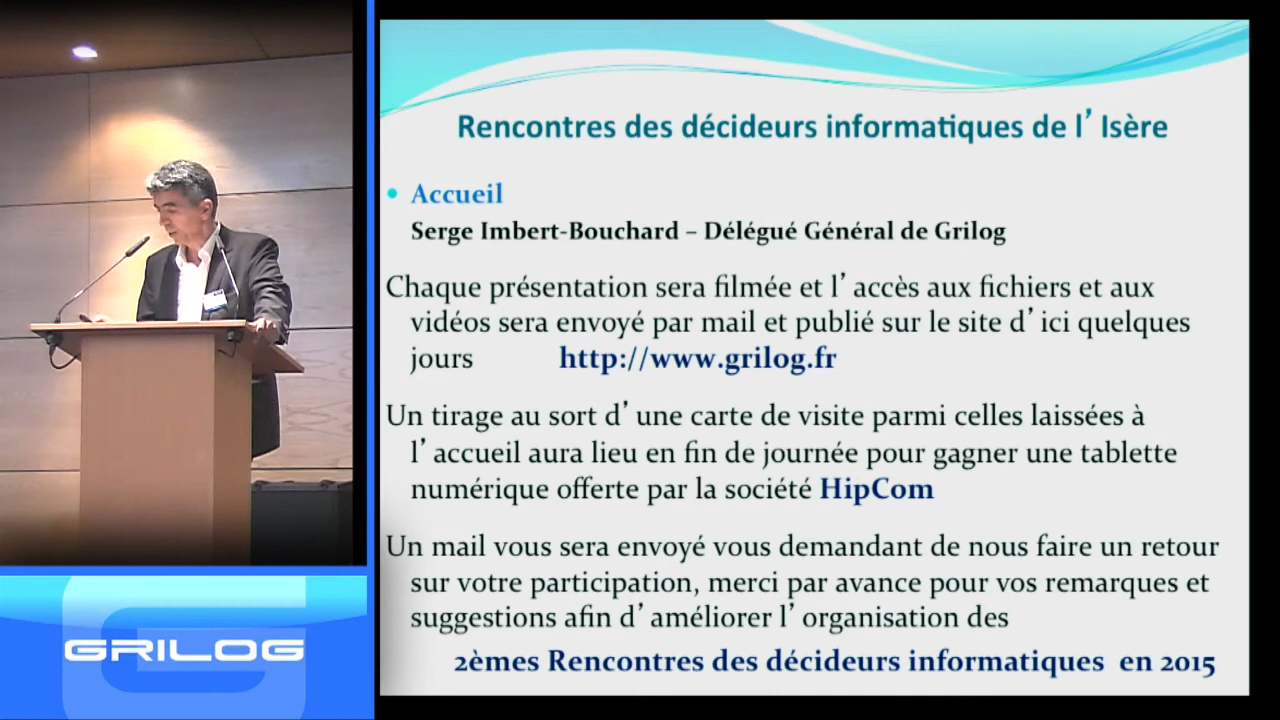 Rencontres des décideurs informatiques de l’ Isère
• Accueil
Serge Imbert-Bouchard – Délégué Général de Grilog
Chaque présentation sera filmée et l’ accès aux fichiers et aux
vidéos sera envoyé par mail et publié sur le site d’ ici quelques
jours http://www.grilog.fr
Un tirage au sort d’ une carte de visite parmi celles laissées à
l’ accueil aura lieu en fin de journée pour gagner une tablette
numérique offerte par la société HipCom
Un mail vous sera envoyé vous demandant de nous faire un retour
sur votre participation, merci par avance pour vos remarques et
suggestions afin d’ améliorer l’ organisation des
2èmes Rencontres des décideurs informatiques en 2015
GRILOG